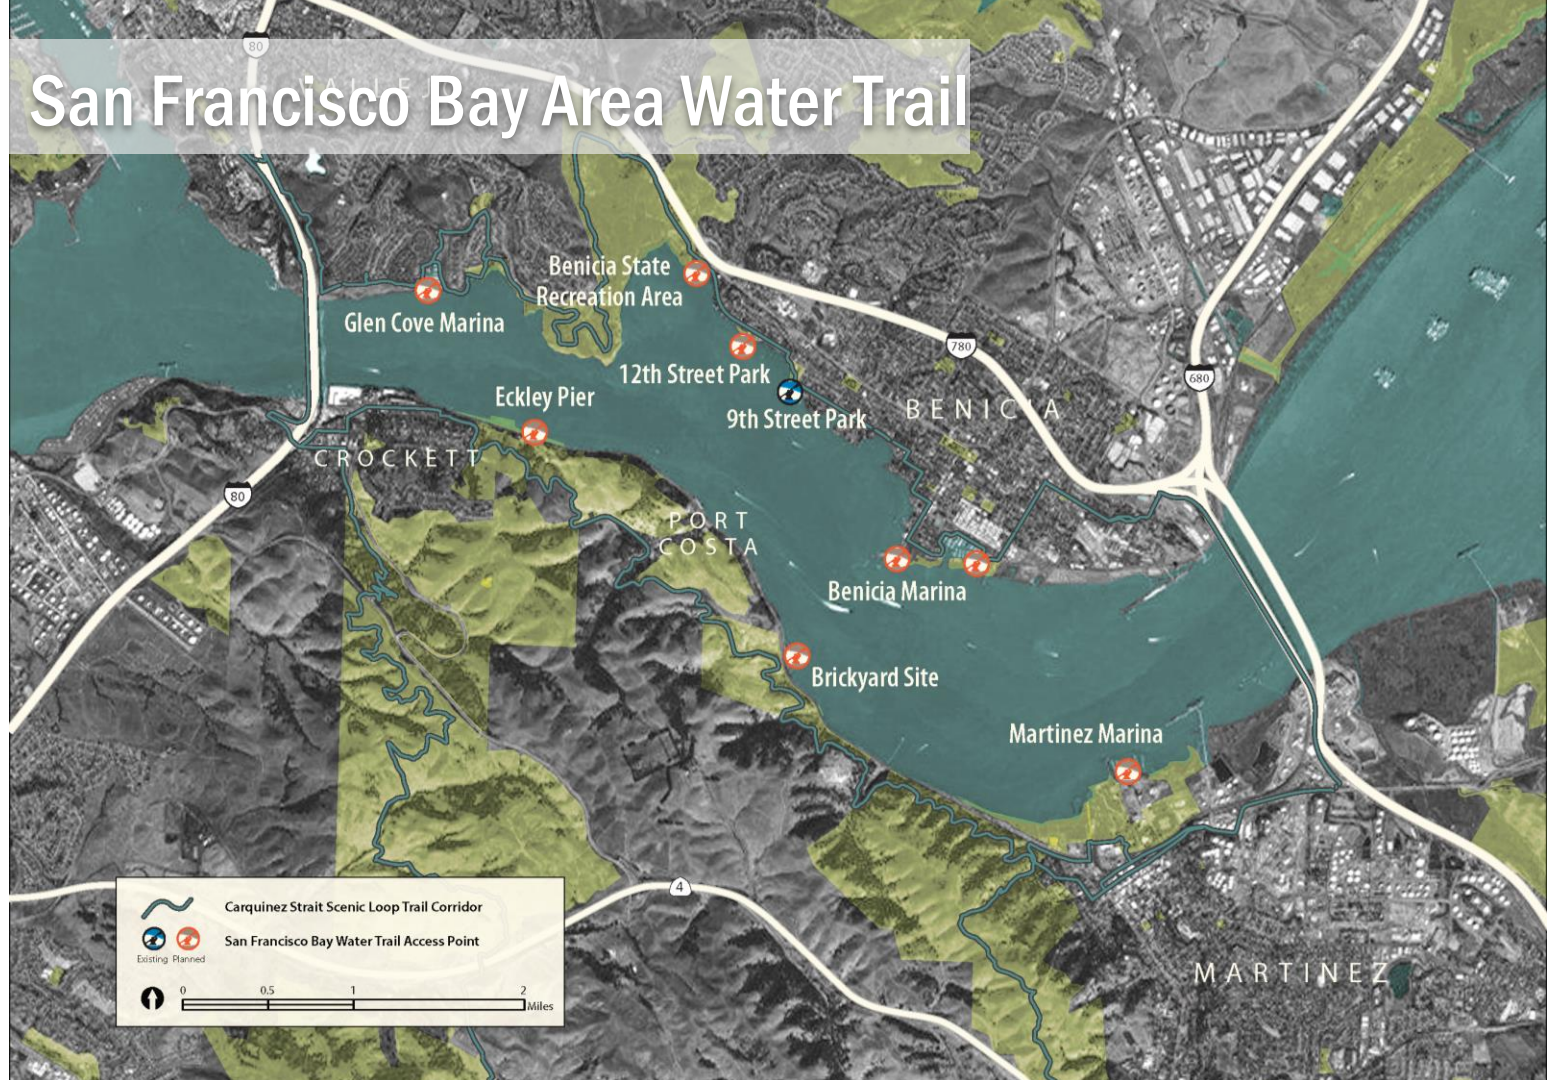 80
San Francisco Bay Area Water Trail
Benicia State
Recreation Area
Glen Cove Marina
12th Street Park
780
680
Eckley Pier
9th Street Park
BENICIA
CROCKETT
80
PORT
COSTA
Benicia Marina
Brickyard Site
Martinez Marina
4
Carquinez Strait Scenic Loop Trail Corridor
San Francisco Bay Water Trail Access Point
Existing Planned
0 0.5 1 2
Miles
MARTINEZ